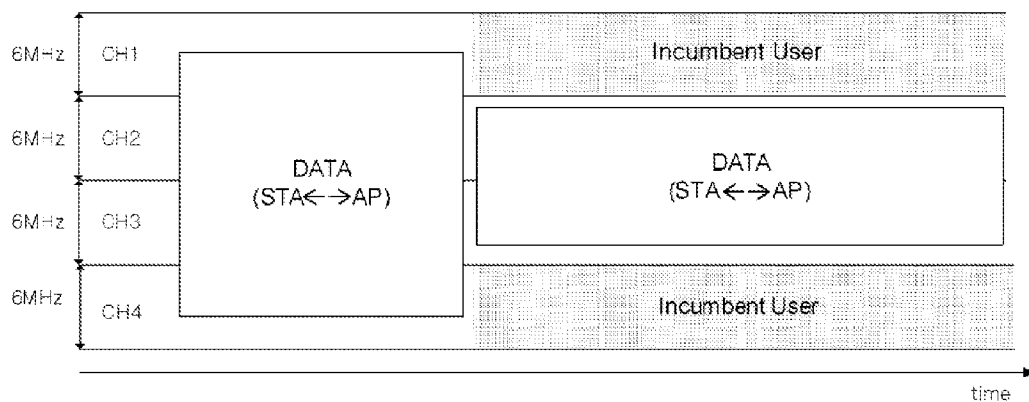 6MHz CH1 Incumbent User
6MHz CH2
DATA
(STA←→AP)
DATA
(STA←→AP)
6MHz CH3
6MHz CH4 Incumbent User
time